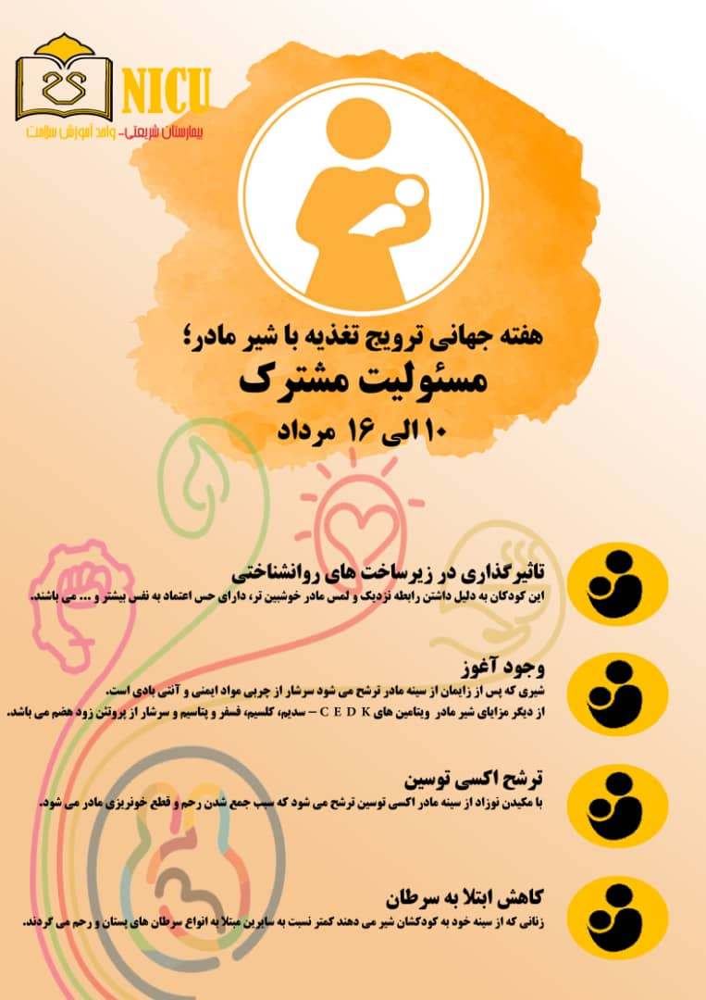 NICU
بیمارستان شریعتی- واحد آموزش سلامت
هفته جهانی ترویج تغذیه با شیر مادر؛
مسئولیت مشترک
۱۰ الی ۱۶ مرداد
تاثیرگذاری در زیرساخت های روانشناختی
این کودکان به دلیل داشتن رابطه نزدیک و لمس مادر خوشبین تر، دارای حس اعتماد به نفس بیشتر و ... می باشند.
وجود آغوز
شیری که پس از زایمان از سینه مادر ترشح می شود سرشار از چربی مواد ایمنی و آنتی بادی است.
از دیگر مزایای شیر مادر ویتامین های C E D K – سدیم، کلسیم، فسفر و پتاسیم و سرشار از پروتئن زود هضم می باشد.
ترشح اکسی توسین
با مکیدن نوزاد از سینه مادر اکسی توسین ترشح می شود که سبب جمع شدن رحم و قطع خونریزی مادر می شود.
کاهش ابتلا به سرطان
زنانی که از سینه خود به کودکشان شیر می دهند کمتر نسبت به سایرین مبتلا به انواع سرطان های پستان و رحم می گردند.